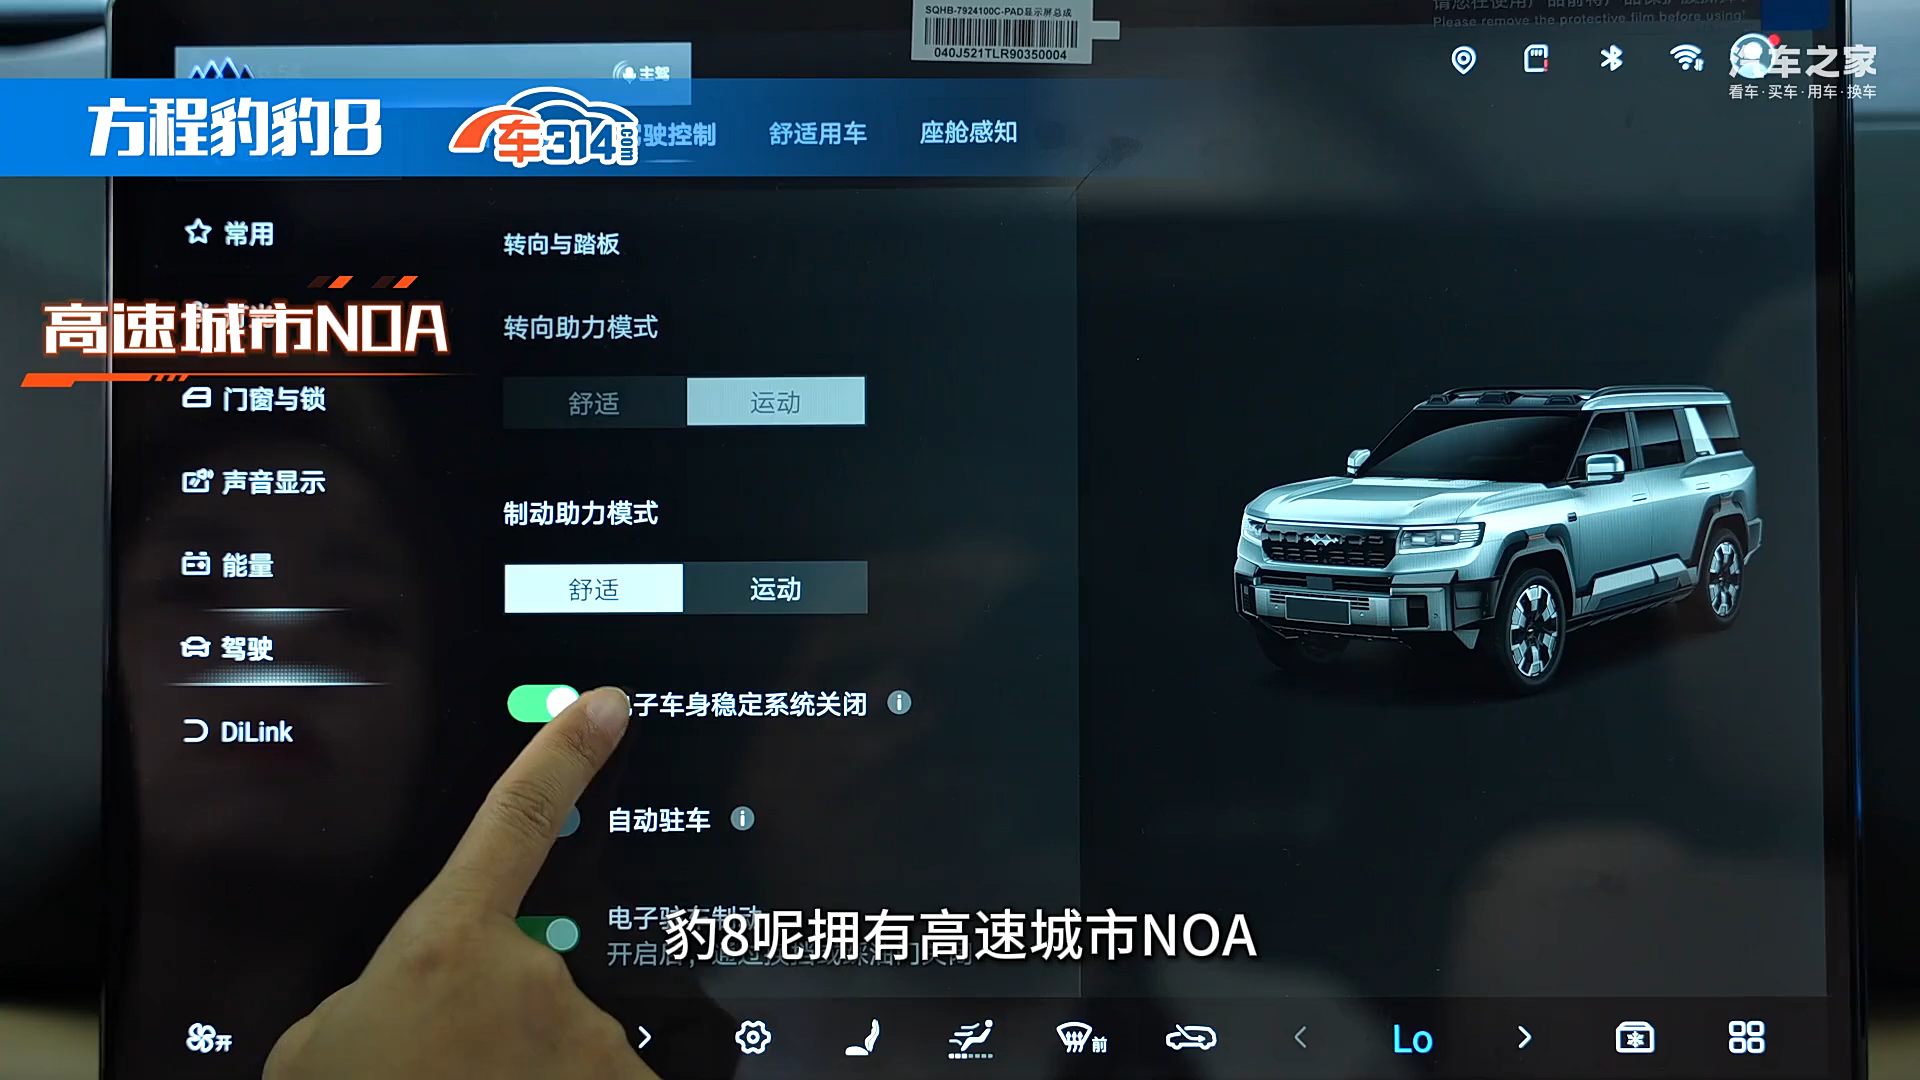 SQHB-7924100C-PAD显示屏总成
040J521TLR90350004
Please remove the protective film before using!
主驾
汽车之家
看车·买车·用车·换车
方程豹豹8
车314.com
驶控制
舒适用车
座舱感知
常用
转向与踏板
高速城市NOA
转向助力模式
门窗与锁
舒适
运动
声音显示
制动助力模式
能量
舒适
运动
驾驶
子车身稳定系统关闭
DiLink
自动驻车
电子驻车制动
豹8呢拥有高速城市NOA
开
前
Lo